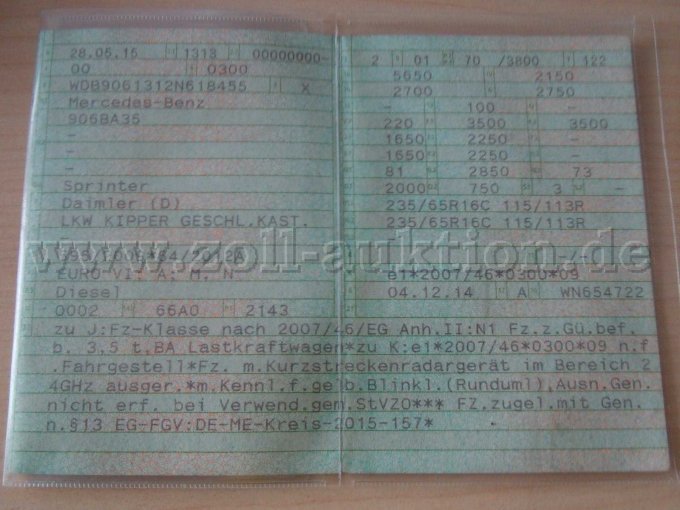 28.05.15 1313 00000000-
00 0300
WDB9061312N618455 X
Mercedes-Benz
906BA35
-
-
-
Sprinter
Daimler (D)
LKW KIPPER GESCHL.KAST.
EURO VI; A; M, N
Diesel
0002 66A0 2143
2 01 70 /3800 122
5650 2150
2700 2750
- 100 -
220 3500 3500
1650 2250 -
1650 2250 -
81 2850 73
2000 750 3 -
235/65R16C 115/113R
235/65R16C 115/113R
e1*2007/46*0300*09
04.12.14 A WN654722
zu J:Fz-Klasse nach 2007/46/EG Anh.II:N1 Fz.z.Gü.bef.
b. 3,5 t,BA Lastkraftwagen*zu K:e1*2007/46*0300*09 n.f
.Fahrgestell*Fz. m.Kurzstreckenradargerät im Bereich 2
4GHz ausger.*m.Kennl.f.gelb.Blinkl.(Runduml),Ausn.Gen.
nicht erf. bei Verwend.gem.StVZO*** FZ.zugel.mit Gen.
n.§13 EG-FGV:DE-ME-Kreis-2015-157*
www.zoll-auktion.de